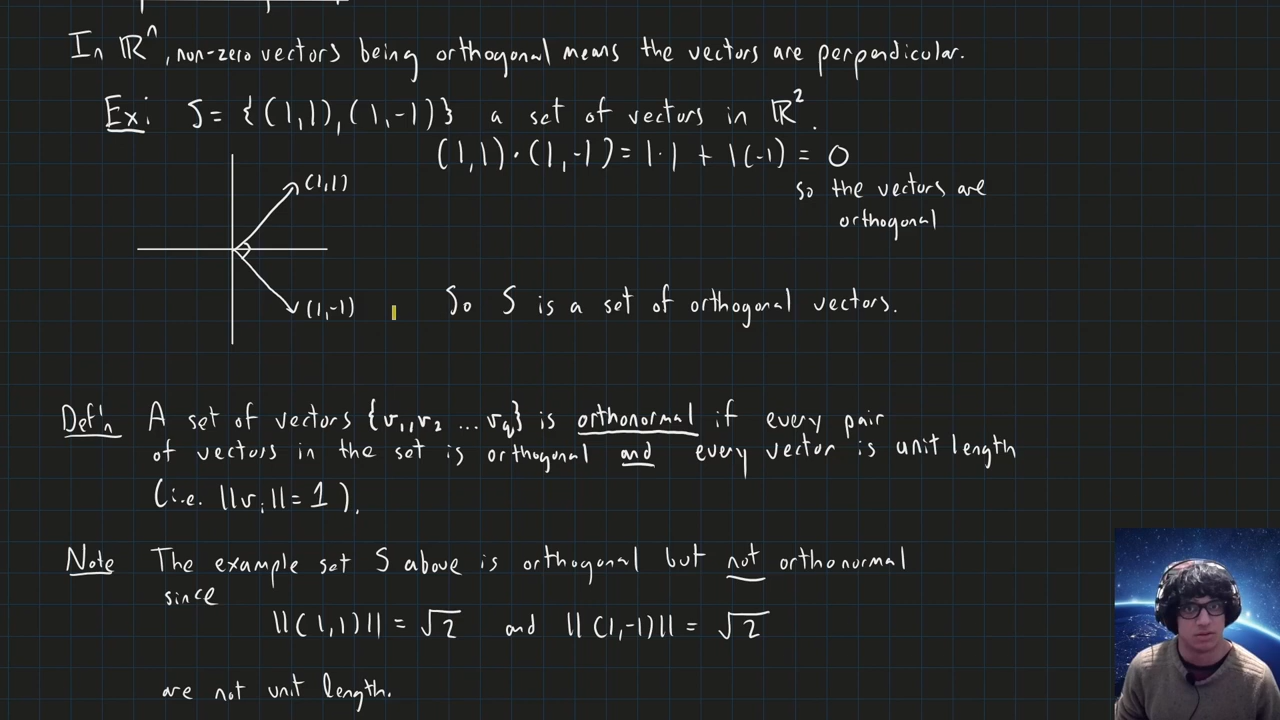 In ℝⁿ, non-zero vectors being orthogonal means the vectors are perpendicular.
Ex: S = {(1,1),(1,-1)} a set of vectors in ℝ².
(1,1)·(1,-1) = 1·1 + 1(-1) = 0
so the vectors are
orthogonal
(1,1)
(1,-1)
So S is a set of orthogonal vectors.
Def'n A set of vectors {v₁,v₂ ... v_q} is orthonormal if every pair
of vectors in the set is orthogonal and every vector is unit length
(i.e. ||vᵢ|| = 1).
Note The example set S above is orthogonal but not orthonormal
since
||(1,1)|| = √2 and ||(1,-1)|| = √2
are not unit length.